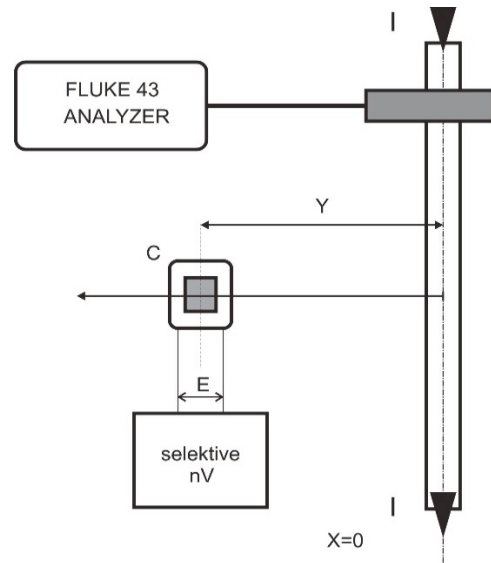 I
FLUKE 43
ANALYZER
Y
C
E
selektive
nV
I
X=0